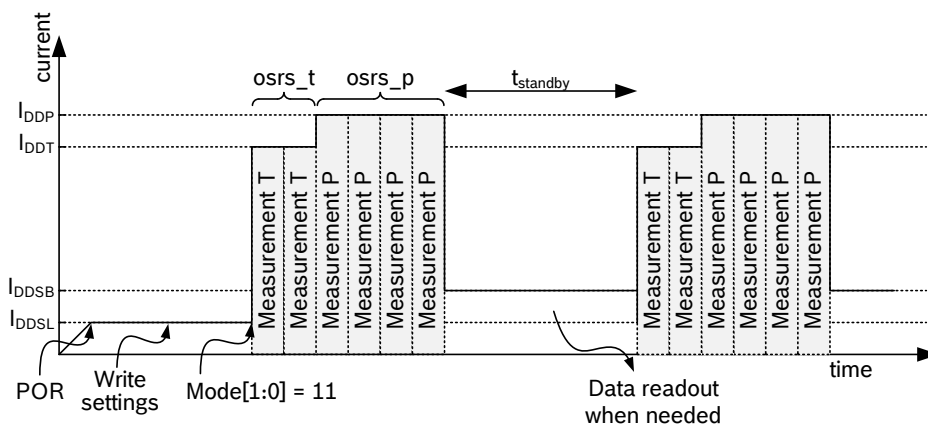 current
osrs_t
osrs_p
tstandby
IDDP
IDDT
Measurement T
Measurement T
Measurement P
Measurement P
Measurement P
Measurement P
Measurement T
Measurement T
Measurement P
Measurement P
Measurement P
Measurement P
IDDSB
IDDSL
time
POR
Write
settings
Mode[1:0] = 11
Data readout
when needed